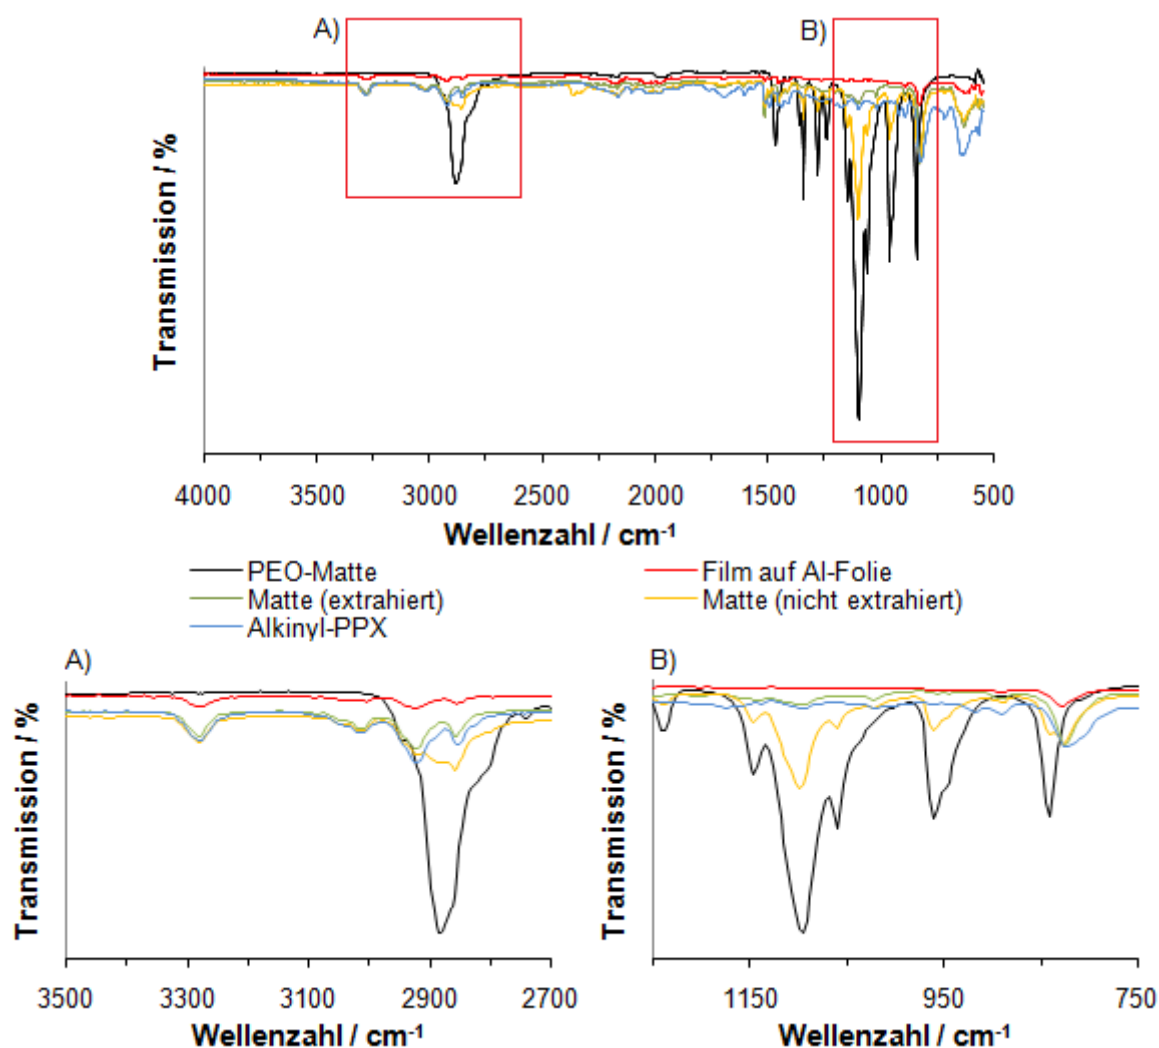 A)
B)
Transmission / %
4000 3500 3000 2500 2000 1500 1000 500
Wellenzahl / cm⁻¹
PEO-Matte
Film auf Al-Folie
Matte (extrahiert)
Matte (nicht extrahiert)
Alkinyl-PPX
A)
Transmission / %
3500 3300 3100 2900 2700
Wellenzahl / cm⁻¹
B)
Transmission / %
1150 950 750
Wellenzahl / cm⁻¹